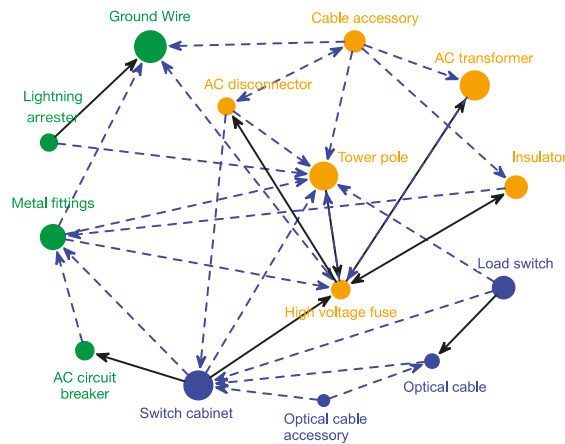 Ground Wire
Cable accessory
AC disconnector
AC transformer
Lightning
arrester
Tower pole
Insulator
Metal fittings
Load switch
High voltage fuse
AC circuit
breaker
Switch cabinet
Optical cable
accessory
Optical cable